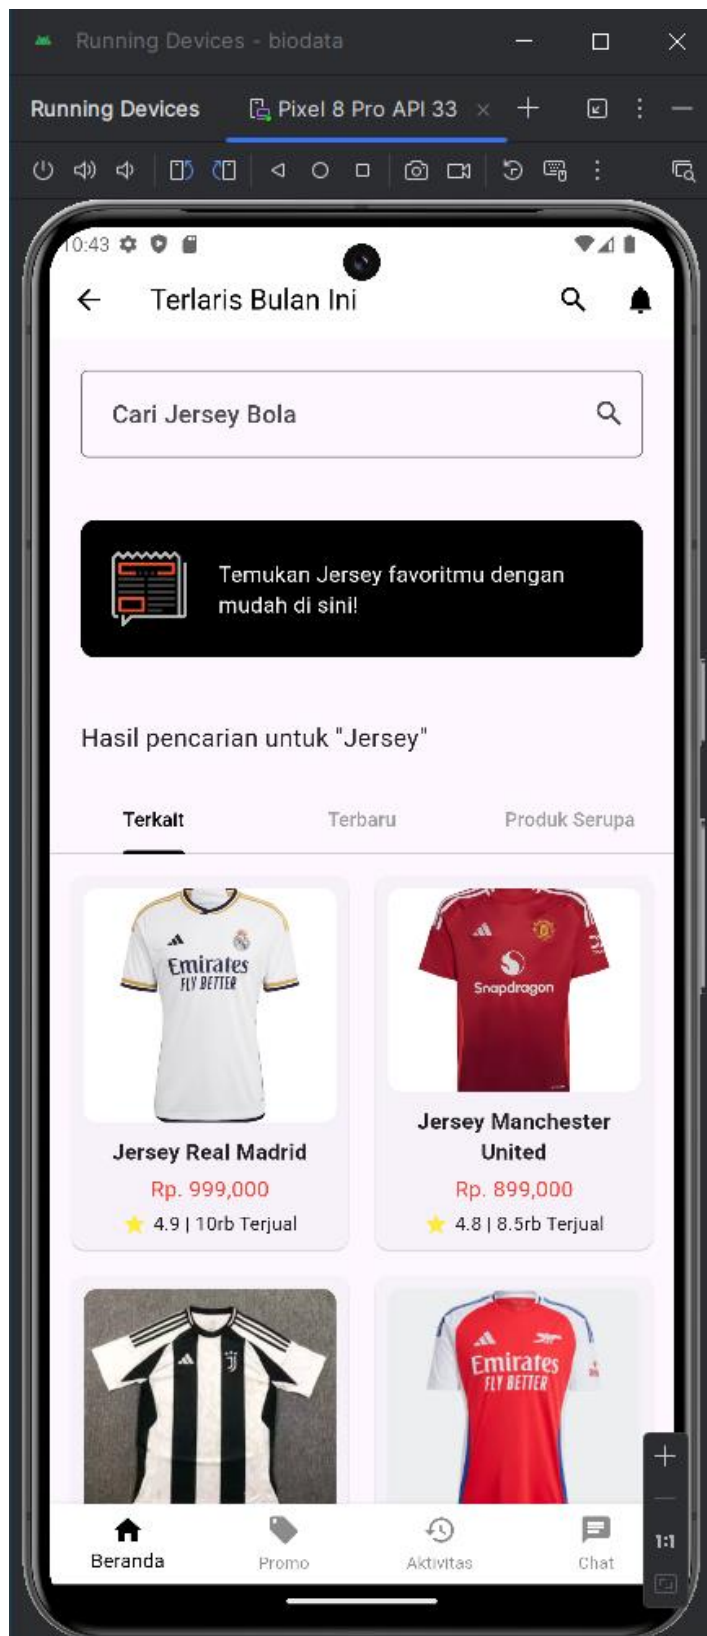 Running Devices - biodata
Running Devices
Pixel 8 Pro API 33
10:43
Terlaris Bulan Ini
Cari Jersey Bola
Temukan Jersey favoritmu dengan
mudah di sini!
Hasil pencarian untuk "Jersey"
Terkait
Terbaru
Produk Serupa
Emirates
FLY BETTER
Snapdragon
Jersey Real Madrid
Rp. 999,000
4.9 | 10rb Terjual
Jersey Manchester
United
Rp. 899,000
4.8 | 8.5rb Terjual
Emirates
FLY BETTER
1:1
Beranda
Promo
Aktivitas
Chat